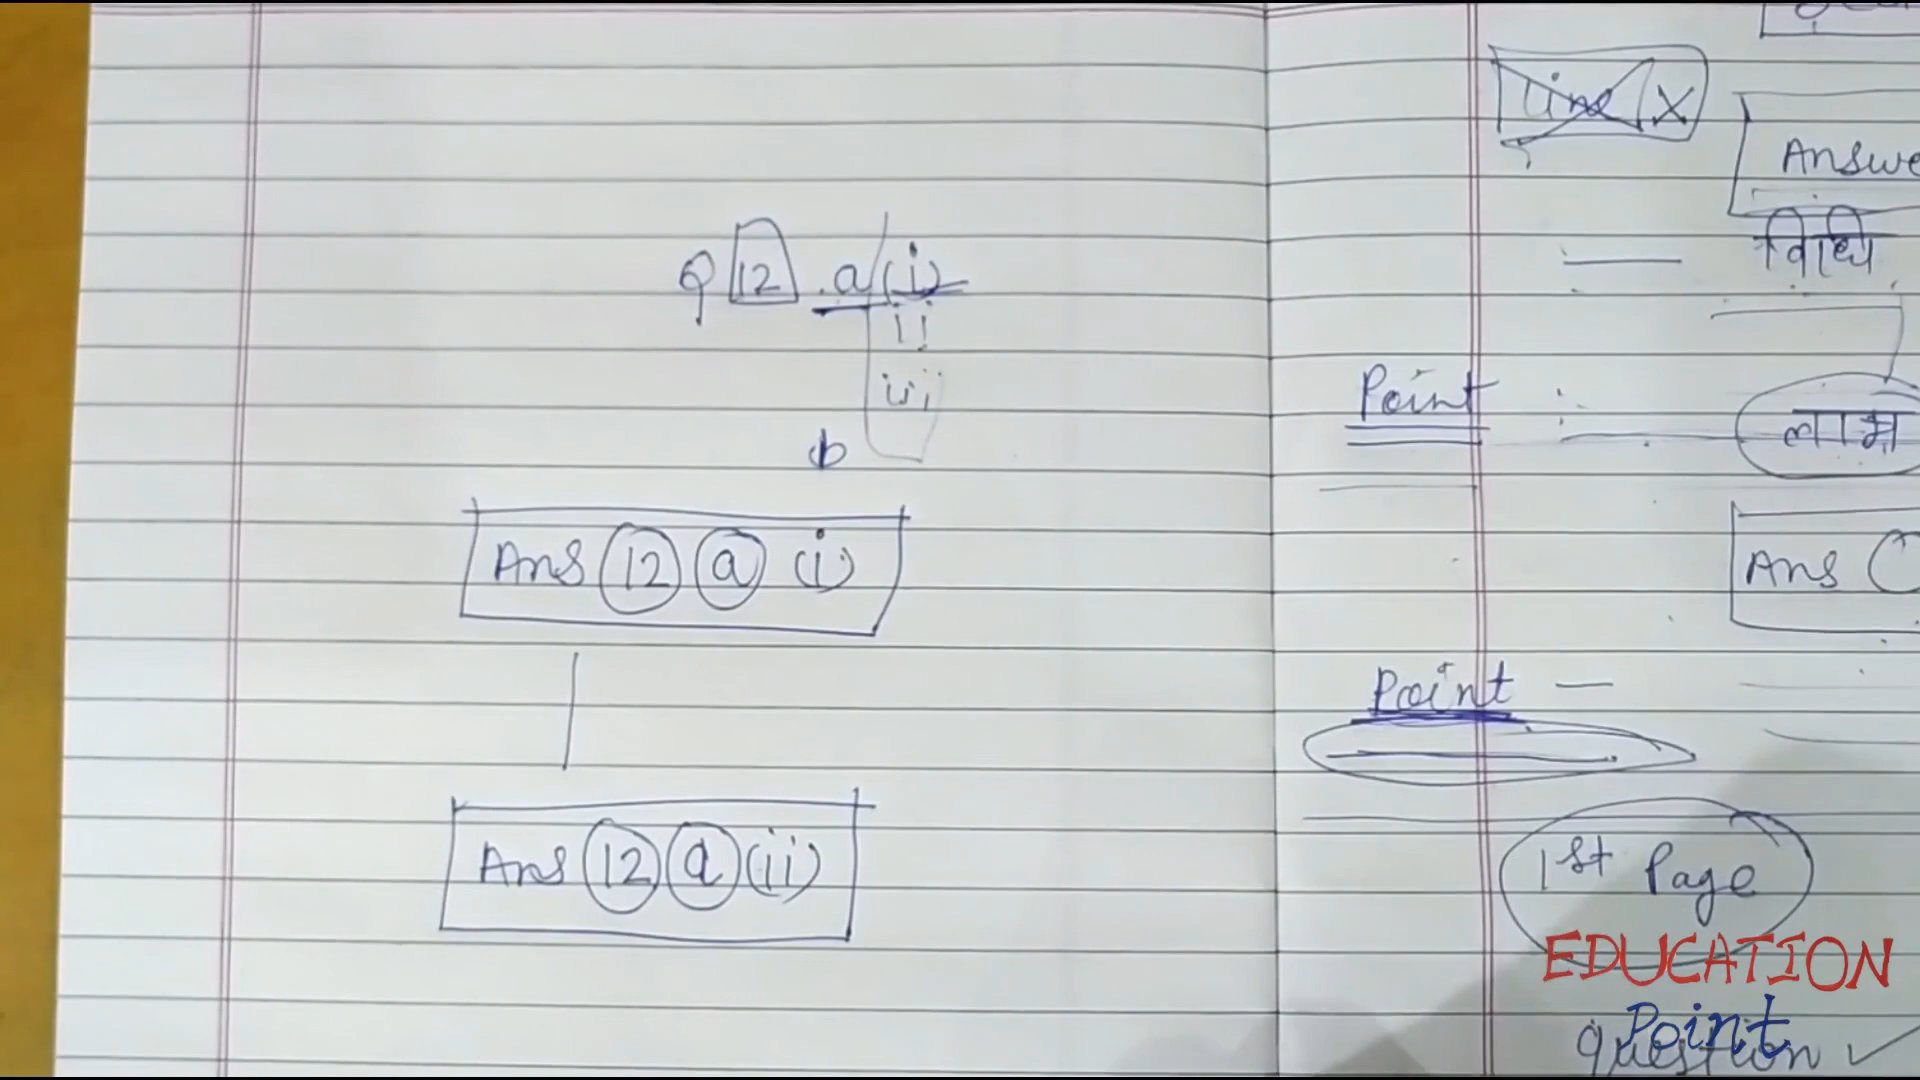 Q 12 .a (i)
ii
iii
b
Ans 12 a (i)
Ans 12 a (ii)
Line X
Answe
विधि
Point
लाभ
Ans
Point —
1st Page
EDUCATION
Point
question ✓